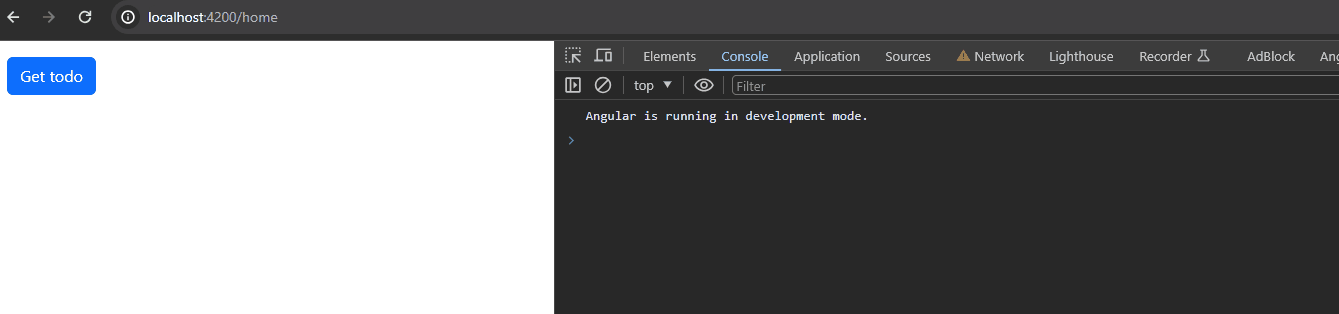 localhost:4200/home
Get todo
Elements Console Application Sources Network Lighthouse Recorder AdBlock Ang
top Filter
Angular is running in development mode.